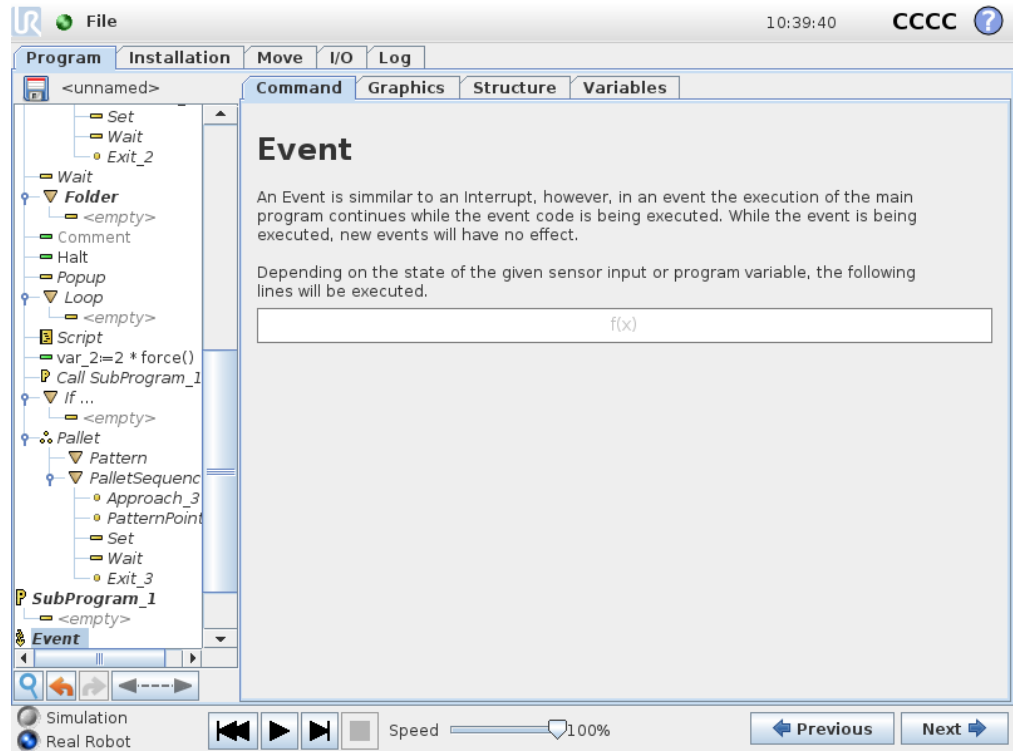 File
10:39:40
CCCC
?
Program
Installation
Move
I/O
Log
<unnamed>
Command
Graphics
Structure
Variables
Set
Wait
Exit_2
Wait
Folder
<empty>
Comment
Halt
Popup
Loop
<empty>
Script
var_2:=2 * force()
P Call SubProgram_1
If ...
<empty>
Pallet
Pattern
PalletSequenc
Approach_3
PatternPoint
Set
Wait
Exit_3
P SubProgram_1
<empty>
Event
Event
An Event is simmilar to an Interrupt, however, in an event the execution of the main
program continues while the event code is being executed. While the event is being
executed, new events will have no effect.
Depending on the state of the given sensor input or program variable, the following
lines will be executed.
f(x)
Simulation
Real Robot
Speed
100%
Previous
Next